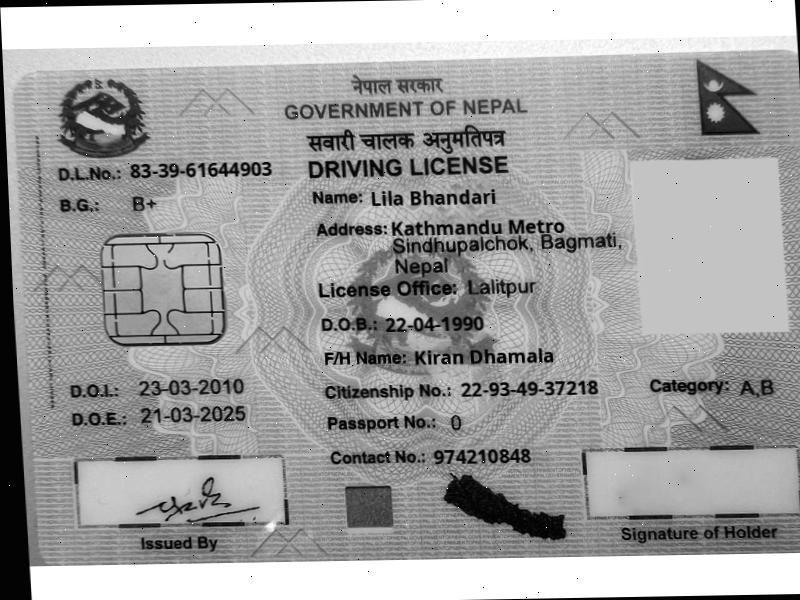 नेपाल सरकार
GOVERNMENT OF NEPAL
सवारी चालक अनुमतिपत्र
DRIVING LICENSE
D.L.No.: 83-39-61644903
B.G.: B+
Name: Lila Bhandari
Address: Kathmandu Metro
Sindhupalchok, Bagmati,
Nepal
License Office: Lalitpur
D.O.B.: 22-04-1990
F/H Name: Kiran Dhamala
D.O.I.: 23-03-2010
Citizenship No.: 22-93-49-37218
Category: A,B
D.O.E.: 21-03-2025
Passport No.: 0
Contact No.: 974210848
Issued By
Signature of Holder